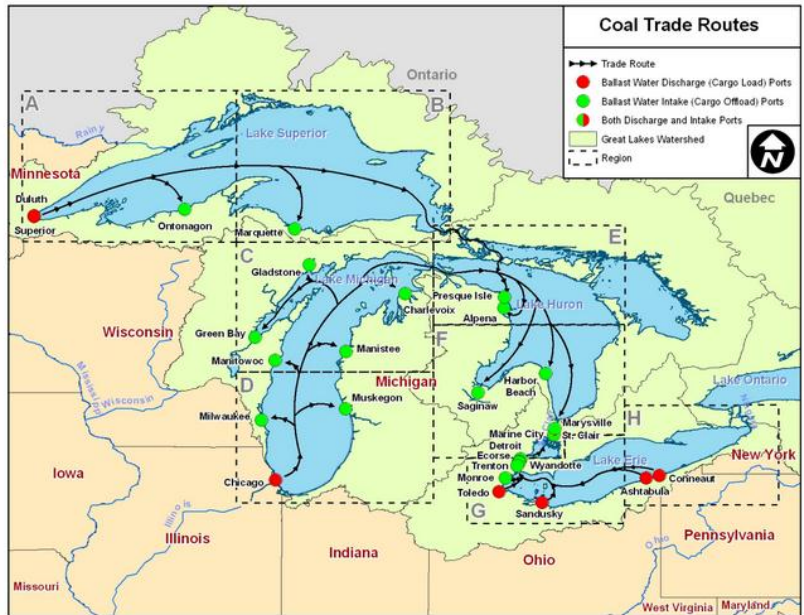 Coal Trade Routes
Trade Route
Ballast Water Discharge (Cargo Load) Ports
Ballast Water Intake (Cargo Offload) Ports
Both Discharge and Intake Ports
Great Lakes Watershed
Region
N
Ontario
A
B
Rainy
Lake Superior
Minnesota
Duluth
Superior
Ontonagon
Marquette
Quebec
C
E
Gladstone
Lake Michigan
Presque Isle
Lake Huron
Alpena
Charlevoix
Wisconsin
Green Bay
Manistee
Manitowoc
F
Mississippi
Wisconsin
D
Michigan
Harbor
Beach
Saginaw
Lake Ontario
Muskegon
Milwaukee
Marysville
Marine City
St. Clair
H
Detroit
Ecorse
Trenton
Wyandotte
Lake Erie
New York
Iowa
Monroe
Toledo
Chicago
Conneaut
Ashtabula
Sandusky
G
Illinois
Illinois
Indiana
Ohio
Ohio
Pennsylvania
Missouri
West Virginia
Maryland